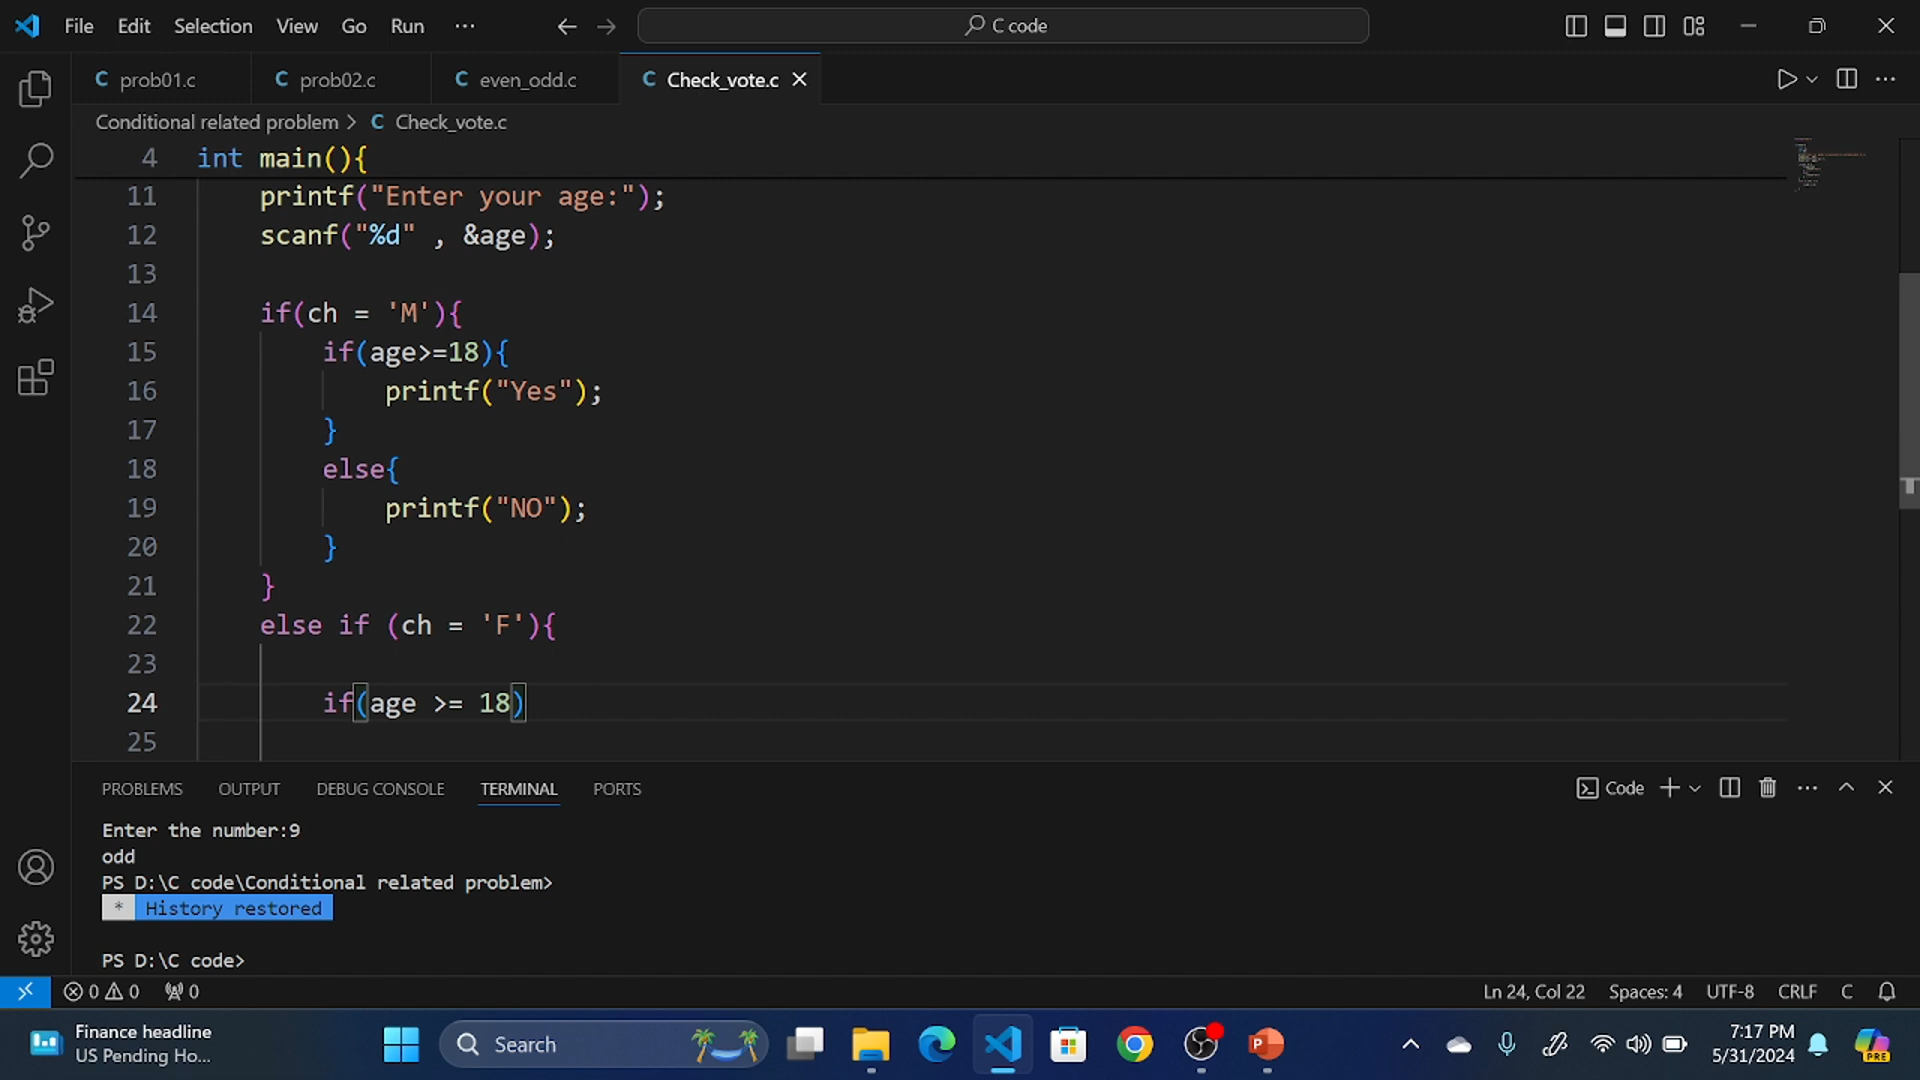 File Edit Selection View Go Run ··· C code
prob01.c prob02.c even_odd.c Check_vote.c
Conditional related problem > C Check_vote.c
4 int main(){
11 printf("Enter your age:");
12 scanf("%d" , &age);
13
14 if(ch = 'M'){
15 if(age>=18){
16 printf("Yes");
17 }
18 else{
19 printf("NO");
20 }
21 }
22 else if (ch = 'F'){
23
24 if(age >= 18)
25
PROBLEMS OUTPUT DEBUG CONSOLE TERMINAL PORTS Code
Enter the number:9
odd
PS D:\C code\Conditional related problem>
* History restored
PS D:\C code>
0 0 0 Ln 24, Col 22 Spaces: 4 UTF-8 CRLF C
Finance headline
US Pending Ho...
Search
7:17 PM
5/31/2024
PRE